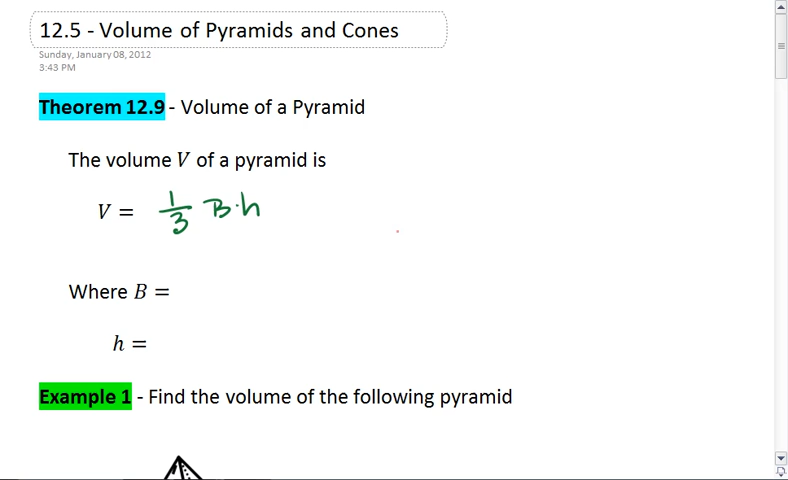 12.5 - Volume of Pyramids and Cones
Sunday, January 08, 2012
3:43 PM
Theorem 12.9 - Volume of a Pyramid
The volume V of a pyramid is
V = 1/3 B·h
Where B =
h =
Example 1 - Find the volume of the following pyramid